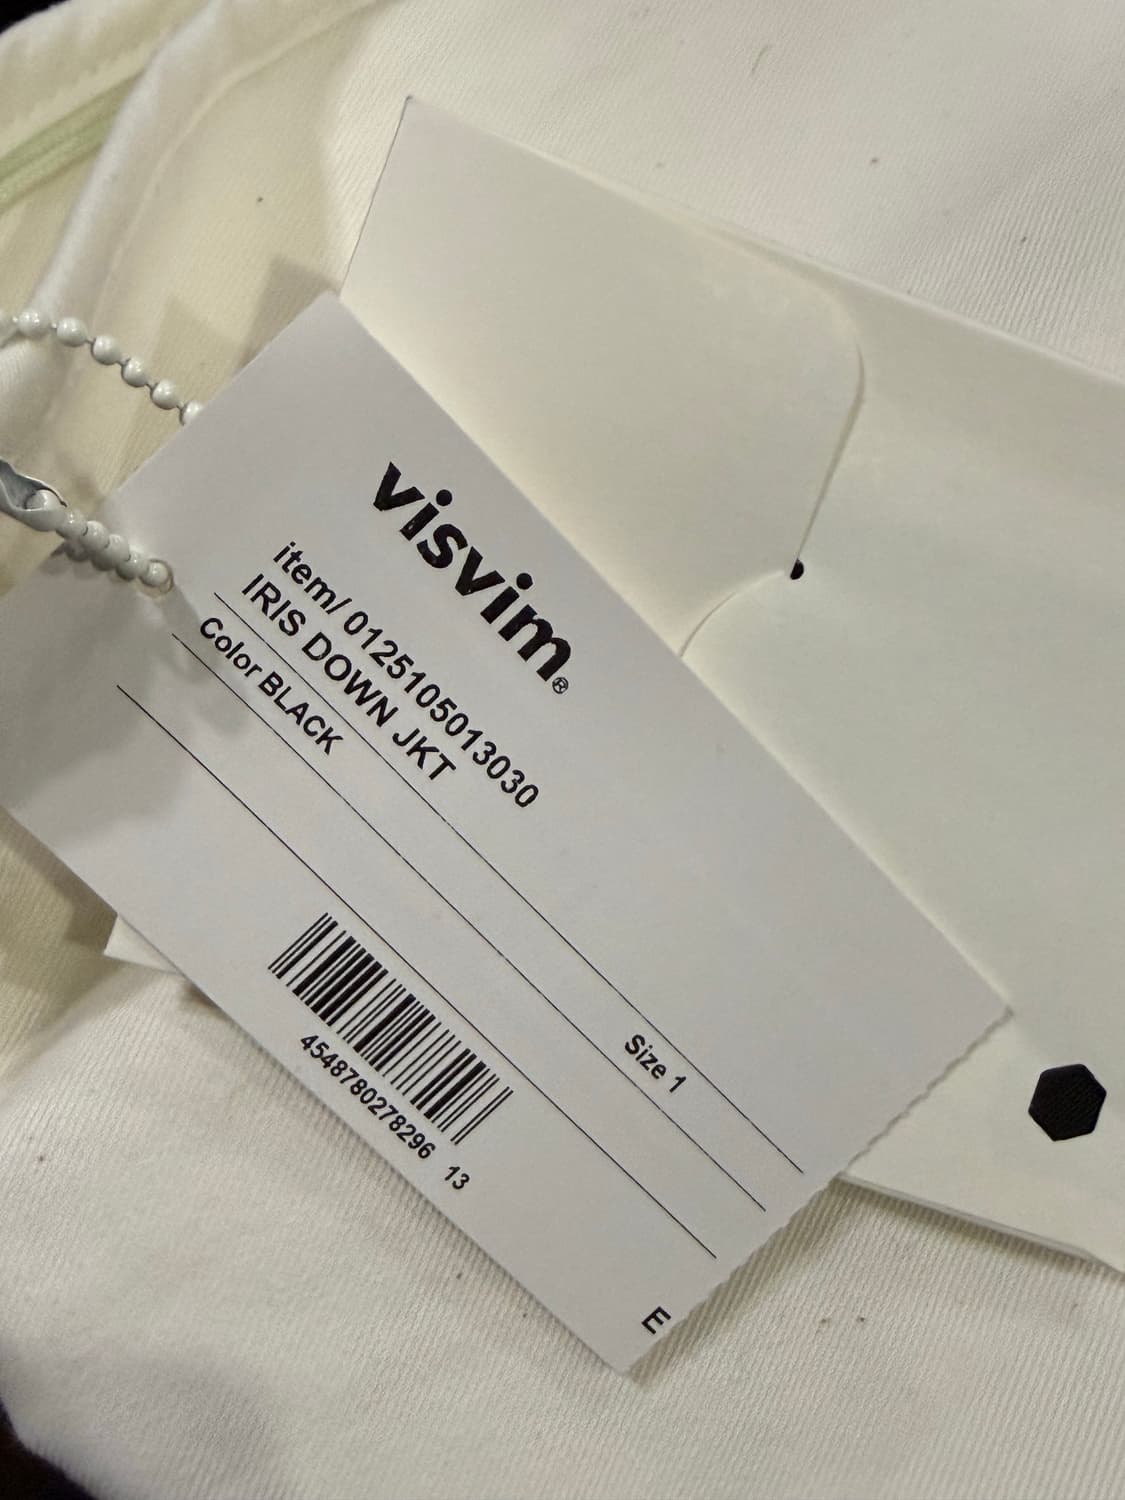 visvim®
item/ 0125105013030
IRIS DOWN JKT
Color BLACK
Size 1
4548780278296 13
E